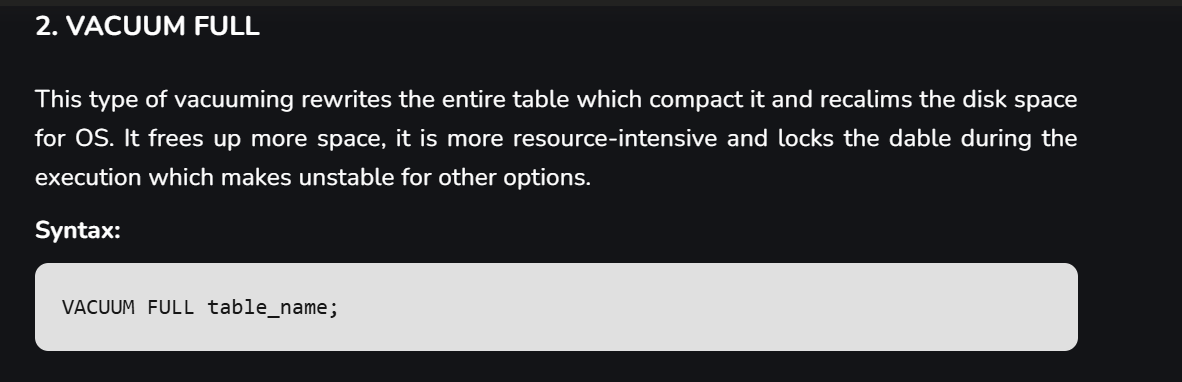 2. VACUUM FULL
This type of vacuuming rewrites the entire table which compact it and recalims the disk space
for OS. It frees up more space, it is more resource-intensive and locks the dable during the
execution which makes unstable for other options.
Syntax:
VACUUM FULL table_name;